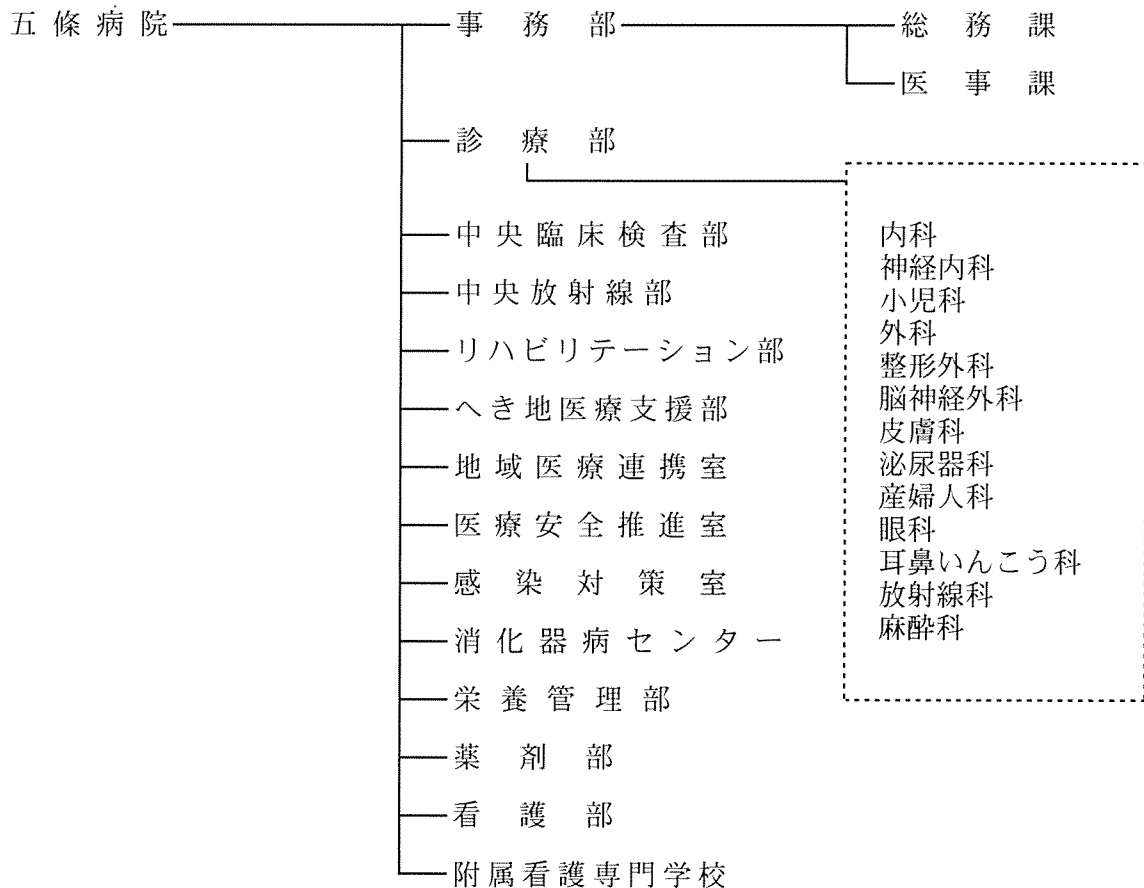 五條病院
事務部
総務課
医事課
診療部
内科
神経内科
小児科
外科
整形外科
脳神経外科
皮膚科
泌尿器科
産婦人科
眼科
耳鼻いんこう科
放射線科
麻酔科
中央臨床検査部
中央放射線部
リハビリテーション部
へき地医療支援部
地域医療連携室
医療安全推進室
感染対策室
消化器病センター
栄養管理部
薬剤部
看護部
附属看護専門学校